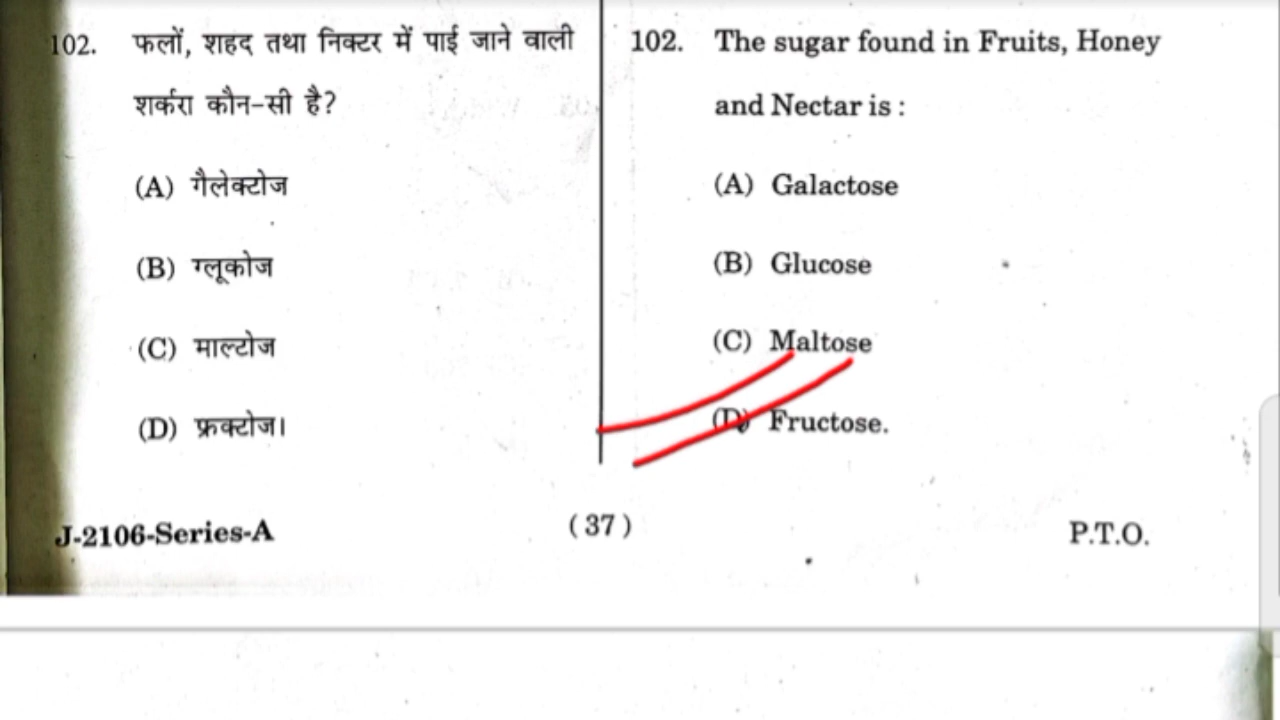 102. फलों, शहद तथा निक्टर में पाई जाने वाली
शर्करा कौन-सी है?
(A) गैलेक्टोज
(B) ग्लूकोज
(C) माल्टोज
(D) फ्रक्टोज।
102. The sugar found in Fruits, Honey
and Nectar is :
(A) Galactose
(B) Glucose
(C) Maltose
(D) Fructose.
J-2106-Series-A
( 37 )
P.T.O.